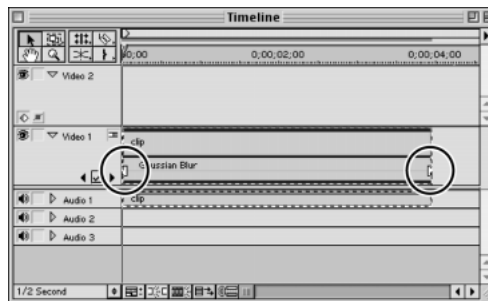 Timeline
0;00 0;00;02;00 0;00;04;00
Video 2
Video 1
clip
Gaussian Blur
Audio 1
clip
Audio 2
Audio 3
1/2 Second